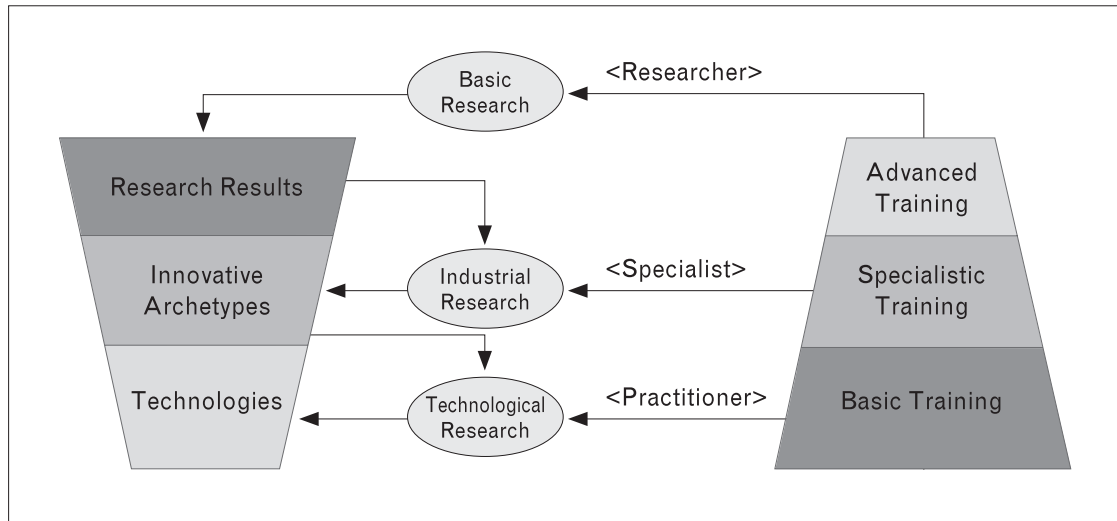 Basic
Research
<Researcher>
Research Results
Advanced
Training
Innovative
Archetypes
Industrial
Research
<Specialist>
Specialistic
Training
Technologies
Technological
Research
<Practitioner>
Basic Training